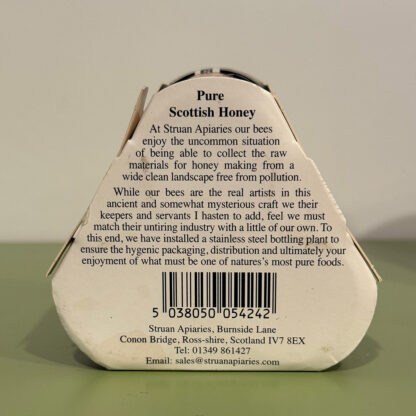 Pure
Scottish Honey
At Struan Apiaries our bees
enjoy the uncommon situation
of being able to collect the raw
materials for honey making from a
wide clean landscape free from pollution.
While our bees are the real artists in this
ancient and somewhat mysterious craft we their
keepers and servants I hasten to add, feel we must
match their untiring industry with a little of our own. To
this end, we have installed a stainless steel bottling plant to
ensure the hygenic packaging, distribution and ultimately your
enjoyment of what must be one of natures's most pure foods.
5 038050 054242
Struan Apiaries, Burnside Lane
Conon Bridge, Ross-shire, Scotland IV7 8EX
Tel: 01349 861427
Email: sales@struanapiaries.com